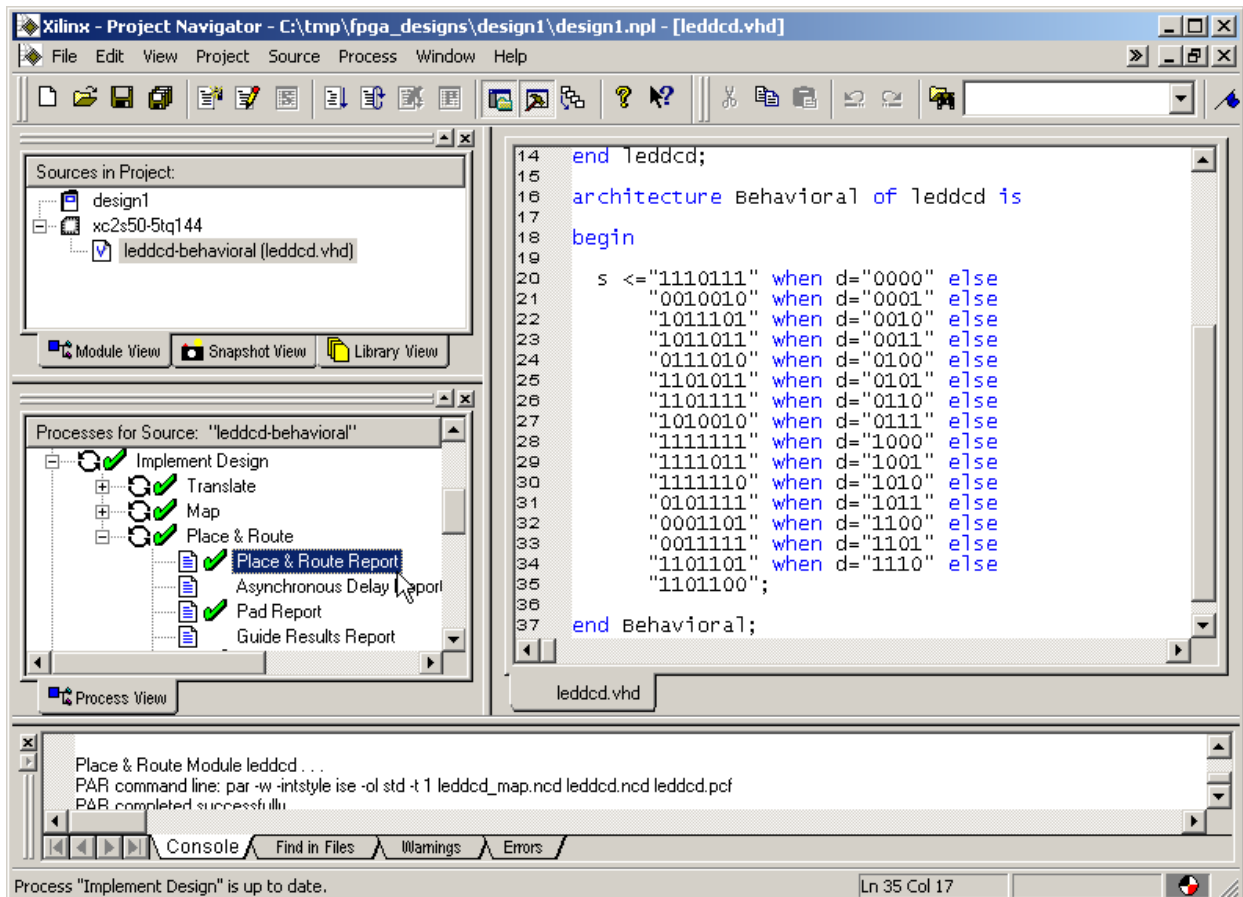 Xilinx - Project Navigator - C:\tmp\fpga_designs\design1\design1.npl - [leddcd.vhd]
File Edit View Project Source Process Window Help
Sources in Project:
design1
xc2s50-5tq144
leddcd-behavioral (leddcd.vhd)
Module View Snapshot View Library View
Processes for Source: "leddcd-behavioral"
Implement Design
Translate
Map
Place & Route
Place & Route Report
Asynchronous Delay Report
Pad Report
Guide Results Report
Process View
14 end leddcd;
15
16 architecture Behavioral of leddcd is
17
18 begin
19
20 s <="1110111" when d="0000" else
21 "0010010" when d="0001" else
22 "1011101" when d="0010" else
23 "1011011" when d="0011" else
24 "0111010" when d="0100" else
25 "1101011" when d="0101" else
26 "1101111" when d="0110" else
27 "1010010" when d="0111" else
28 "1111111" when d="1000" else
29 "1111011" when d="1001" else
30 "1111110" when d="1010" else
31 "0101111" when d="1011" else
32 "0001101" when d="1100" else
33 "0011111" when d="1101" else
34 "1101101" when d="1110" else
35 "1101100";
36
37 end Behavioral;
leddcd.vhd
Place & Route Module leddcd . . .
PAR command line: par -w -intstyle ise -ol std -t 1 leddcd_map.ncd leddcd.ncd leddcd.pcf
PAR completed successfully
Console Find in Files Warnings Errors
Process "Implement Design" is up to date.
Ln 35 Col 17